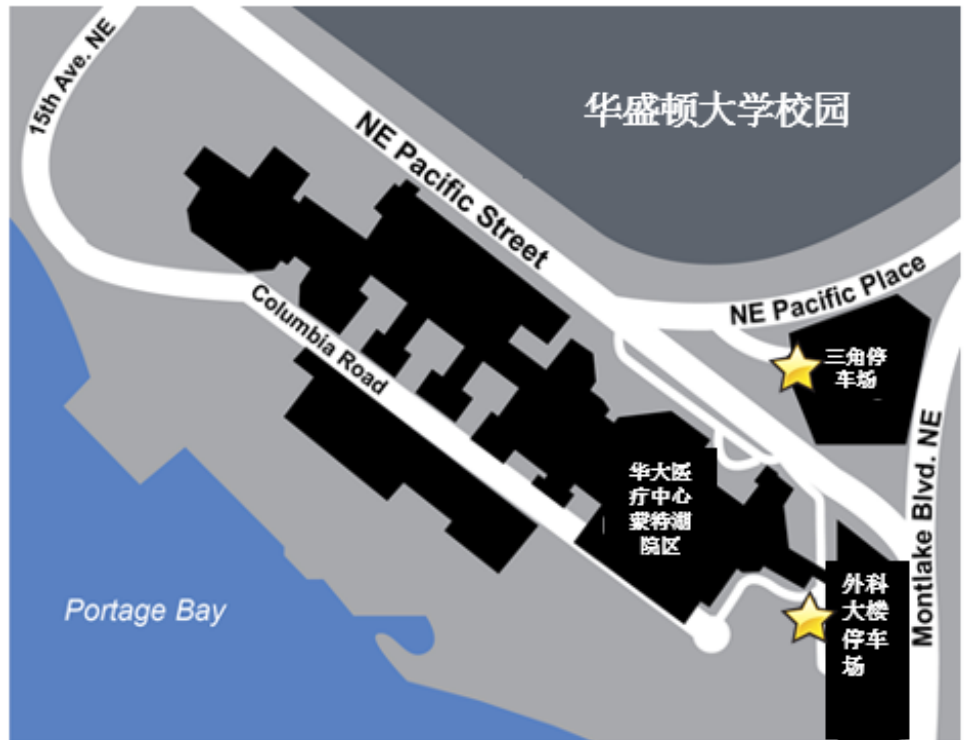 15th Ave. NE
华盛顿大学校园
NE Pacific Street
NE Pacific Place
Columbia Road
三角停
车场
Montlake Blvd. NE
华大医
疗中心
蒙特湖
院区
外科
大楼
停车
场
Portage Bay